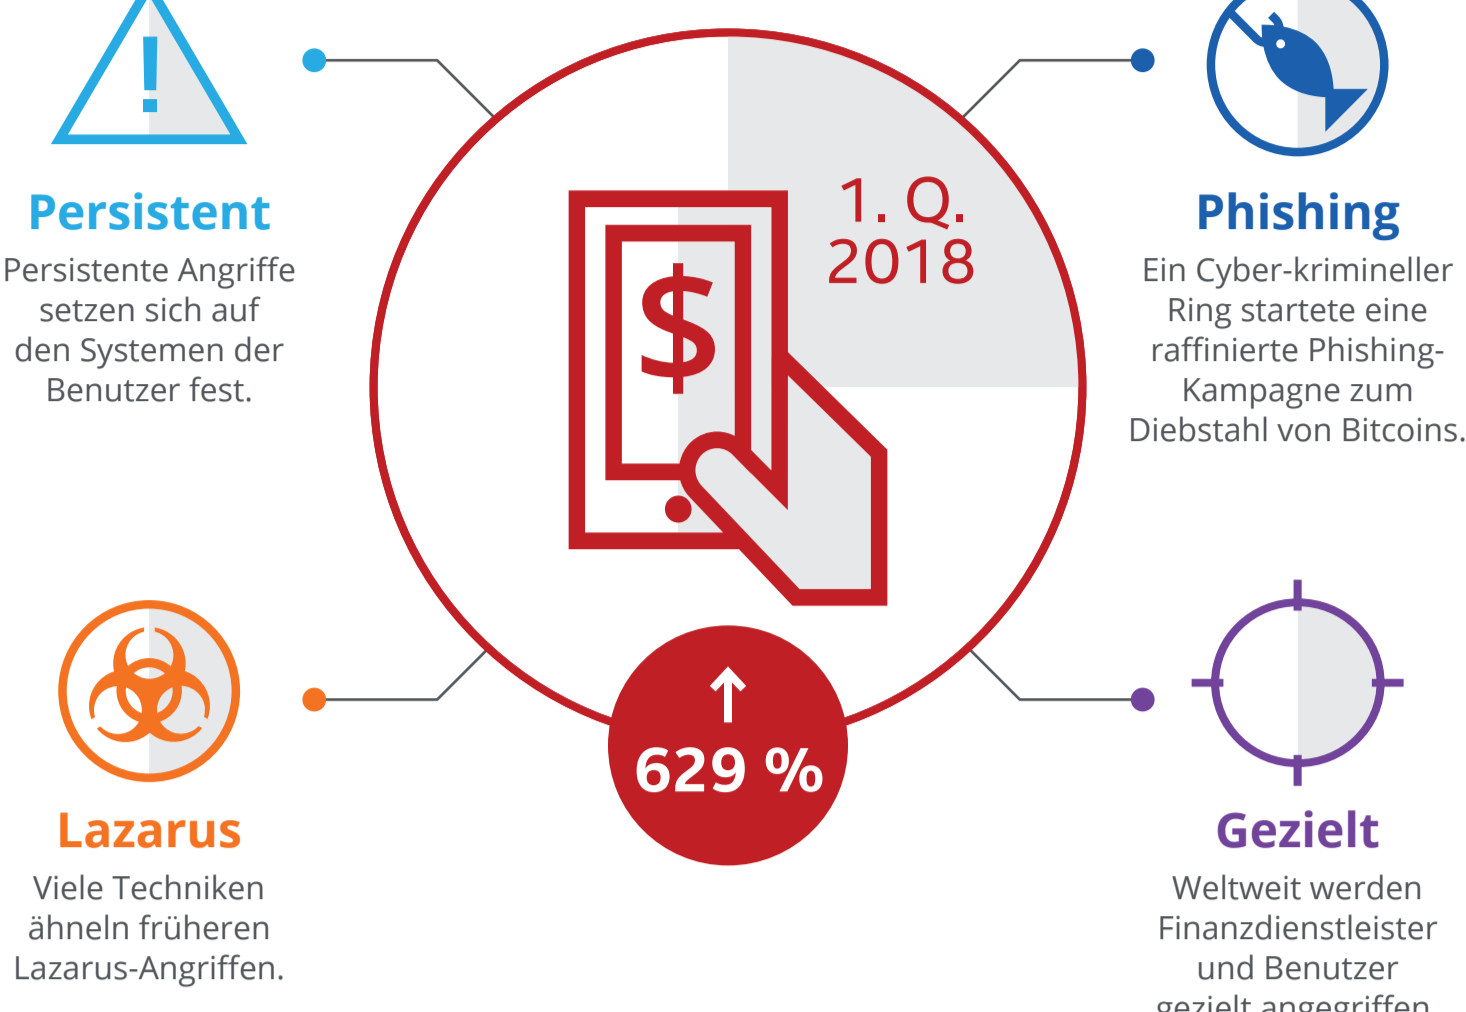 Persistent
Persistente Angriffe
setzen sich auf
den Systemen der
Benutzer fest.
1. Q.
2018
$
Phishing
Ein Cyber-krimineller
Ring startete eine
raffinierte Phishing-
Kampagne zum
Diebstahl von Bitcoins.
Lazarus
Viele Techniken
ähneln früheren
Lazarus-Angriffen.
↑
629 %
Gezielt
Weltweit werden
Finanzdienstleister
und Benutzer
gezielt angegriffen